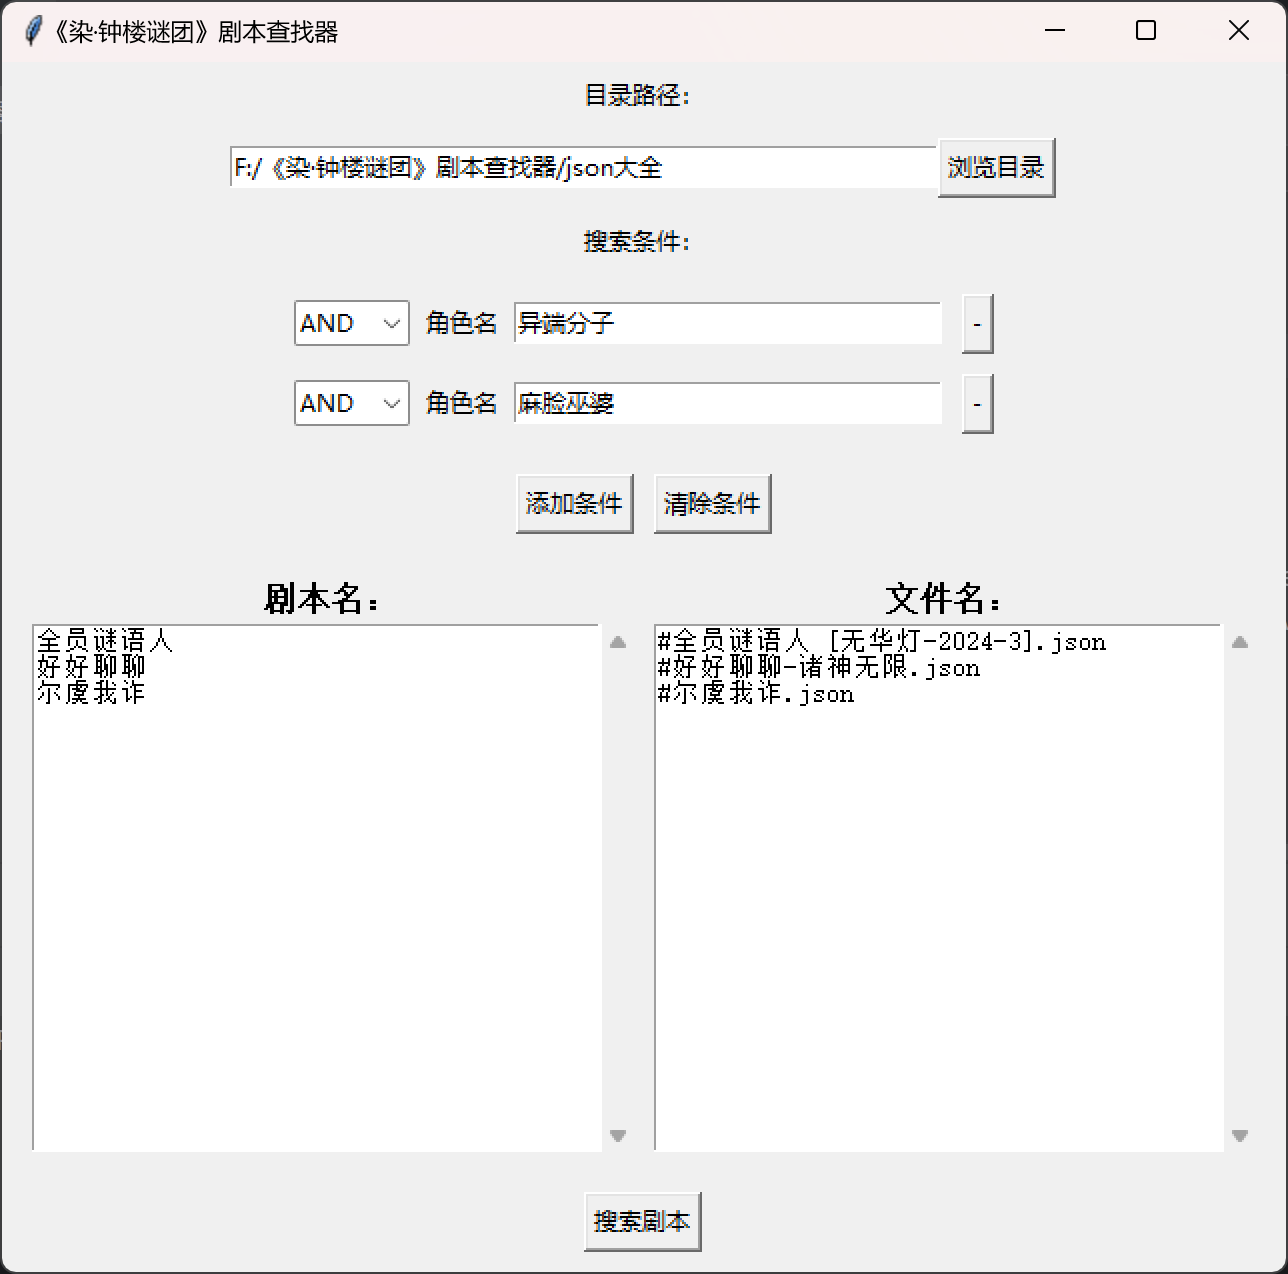 《染·钟楼谜团》剧本查找器
目录路径：
F:/《染·钟楼谜团》剧本查找器/json大全
浏览目录
搜索条件：
AND 角色名 异端分子 -
AND 角色名 麻脸巫婆 -
添加条件 清除条件
剧本名：
全员谜语人
好好聊聊
尔虞我诈
文件名：
#全员谜语人 [无华灯-2024-3].json
#好好聊聊-诸神无限.json
#尔虞我诈.json
搜索剧本